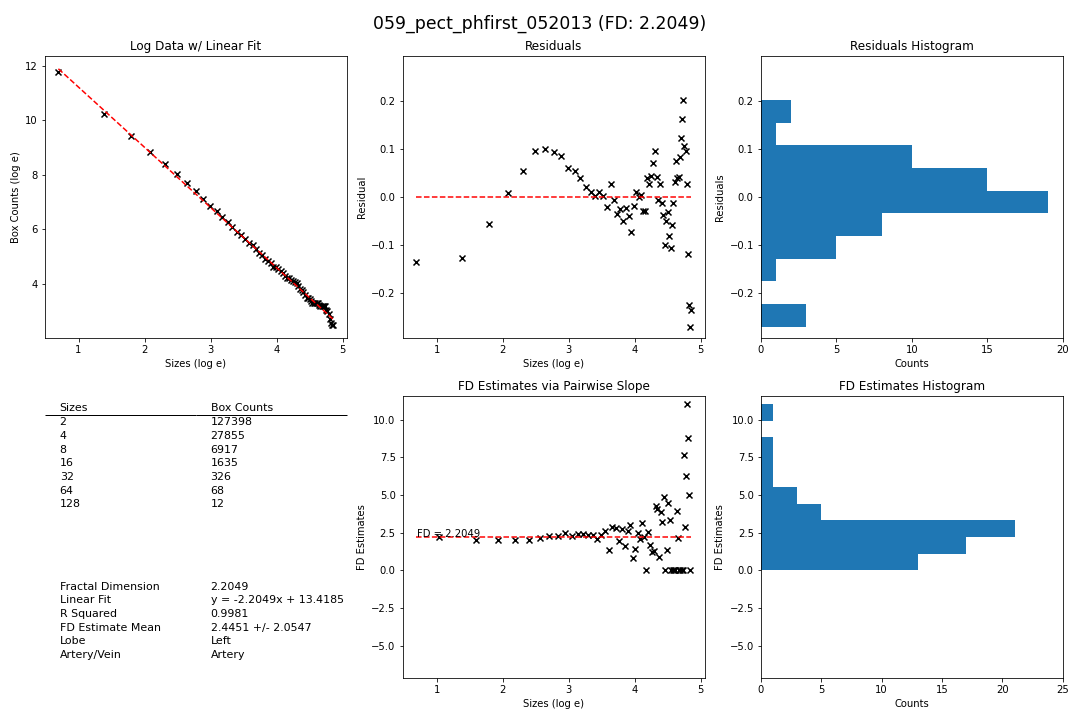 059_pect_phfirst_052013 (FD: 2.2049)
Log Data w/ Linear Fit
12
10
8
6
4
1 2 3 4 5
Box Counts (log e)
Sizes (log e)
Residuals
0.2
0.1
0.0
−0.1
−0.2
1 2 3 4 5
Residual
Sizes (log e)
Residuals Histogram
0.2
0.1
0.0
−0.1
−0.2
0 5 10 15 20
Residuals
Counts
Sizes Box Counts
2 127398
4 27855
8 6917
16 1635
32 326
64 68
128 12
Fractal Dimension 2.2049
Linear Fit y = -2.2049x + 13.4185
R Squared 0.9981
FD Estimate Mean 2.4451 +/- 2.0547
Lobe Left
Artery/Vein Artery
FD Estimates via Pairwise Slope
10.0
7.5
5.0
2.5
0.0
−2.5
−5.0
FD = 2.2049
1 2 3 4 5
FD Estimates
Sizes (log e)
FD Estimates Histogram
10.0
7.5
5.0
2.5
0.0
−2.5
−5.0
0 5 10 15 20 25
FD Estimates
Counts